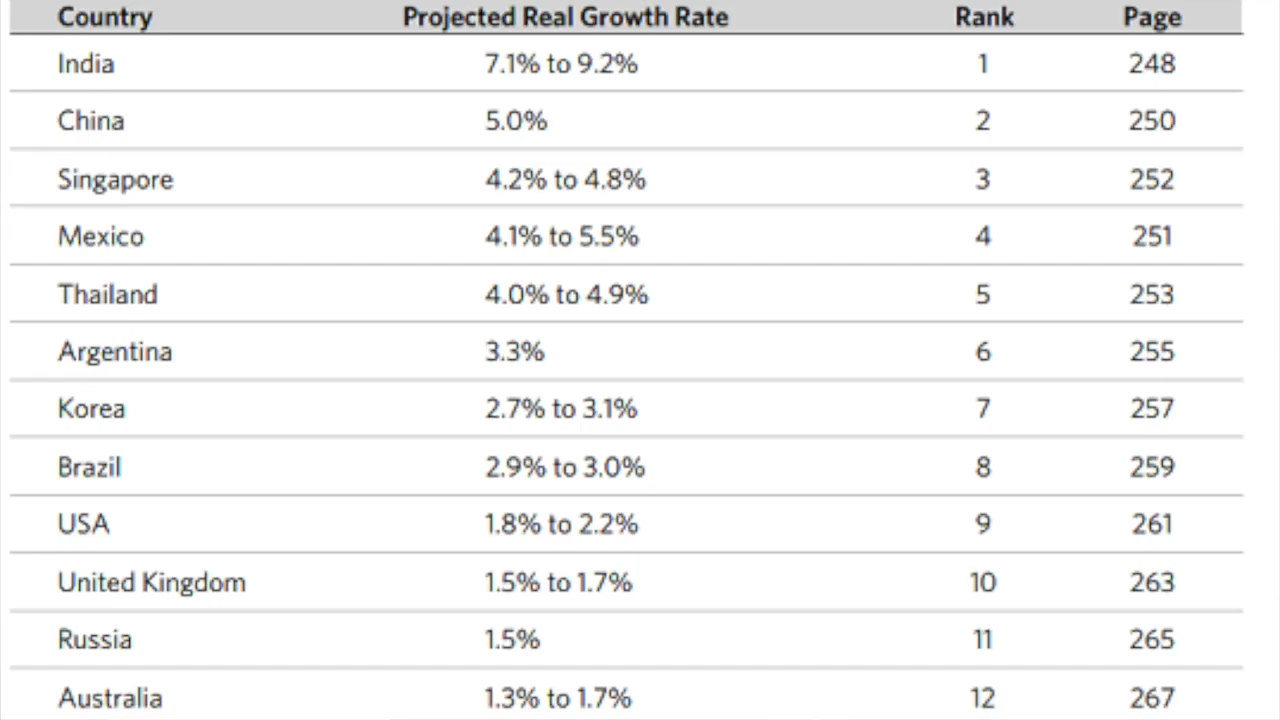 Country Projected Real Growth Rate Rank Page
India 7.1% to 9.2% 1 248
China 5.0% 2 250
Singapore 4.2% to 4.8% 3 252
Mexico 4.1% to 5.5% 4 251
Thailand 4.0% to 4.9% 5 253
Argentina 3.3% 6 255
Korea 2.7% to 3.1% 7 257
Brazil 2.9% to 3.0% 8 259
USA 1.8% to 2.2% 9 261
United Kingdom 1.5% to 1.7% 10 263
Russia 1.5% 11 265
Australia 1.3% to 1.7% 12 267